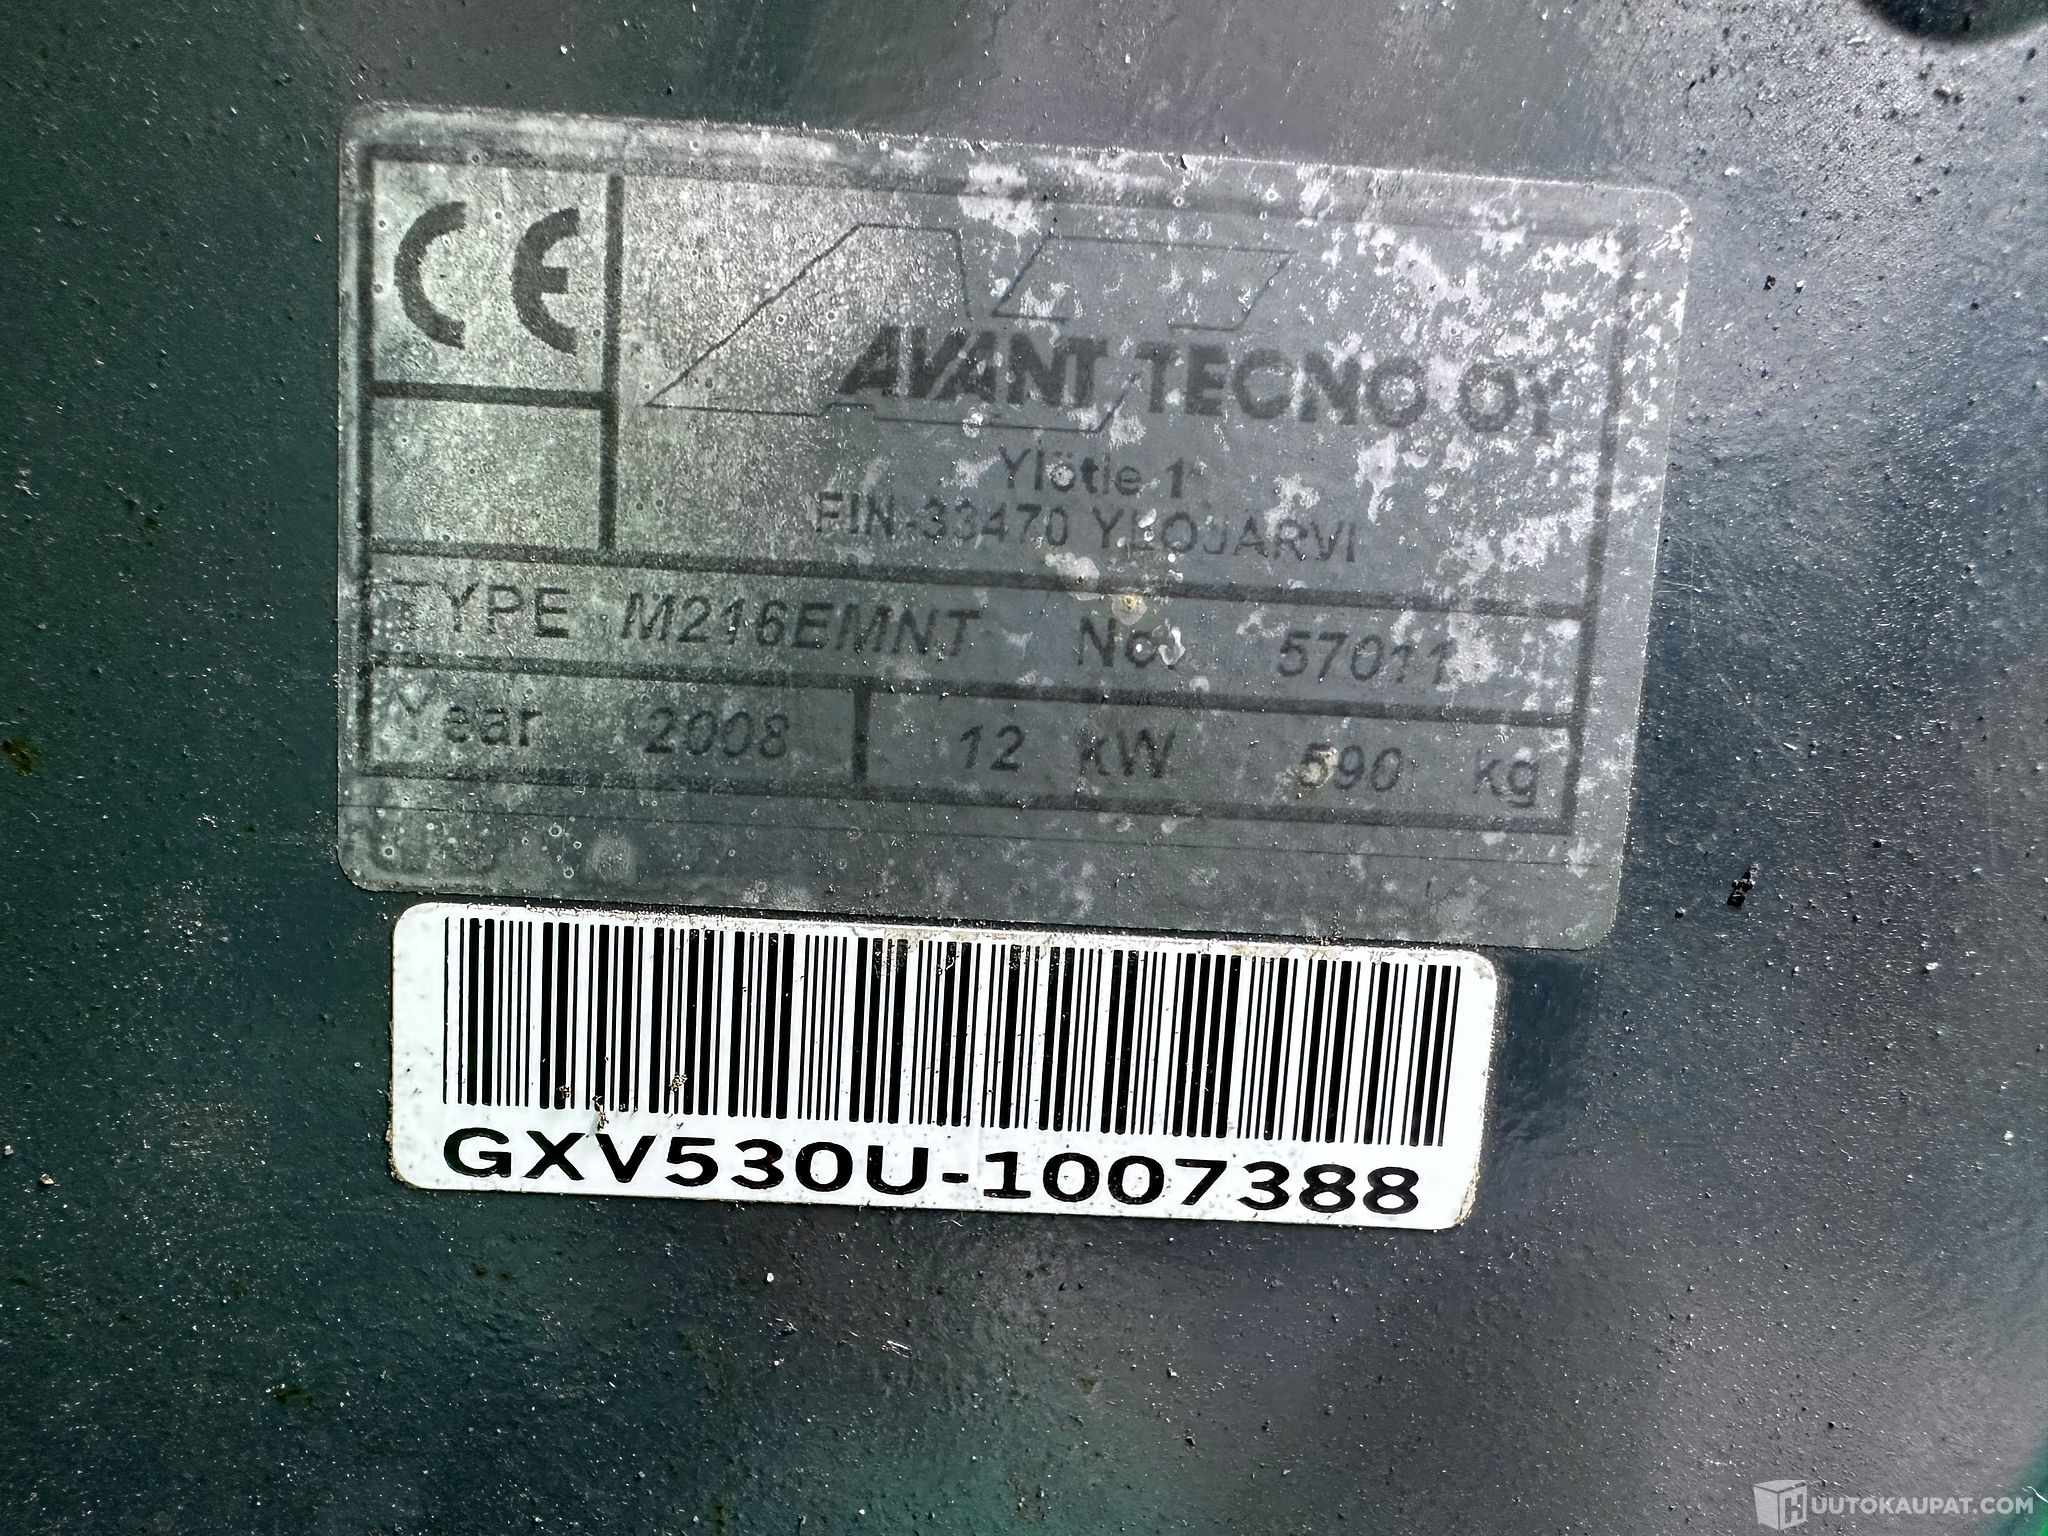 CE
AVANT TECNO OY
Ylötie 1
FIN-33470 YLÖJÄRVI
TYPE M216EMNT No. 57011
Year 2008 12 kW 590 kg
GXV530U-1007388
HUUTOKAUPAT.COM